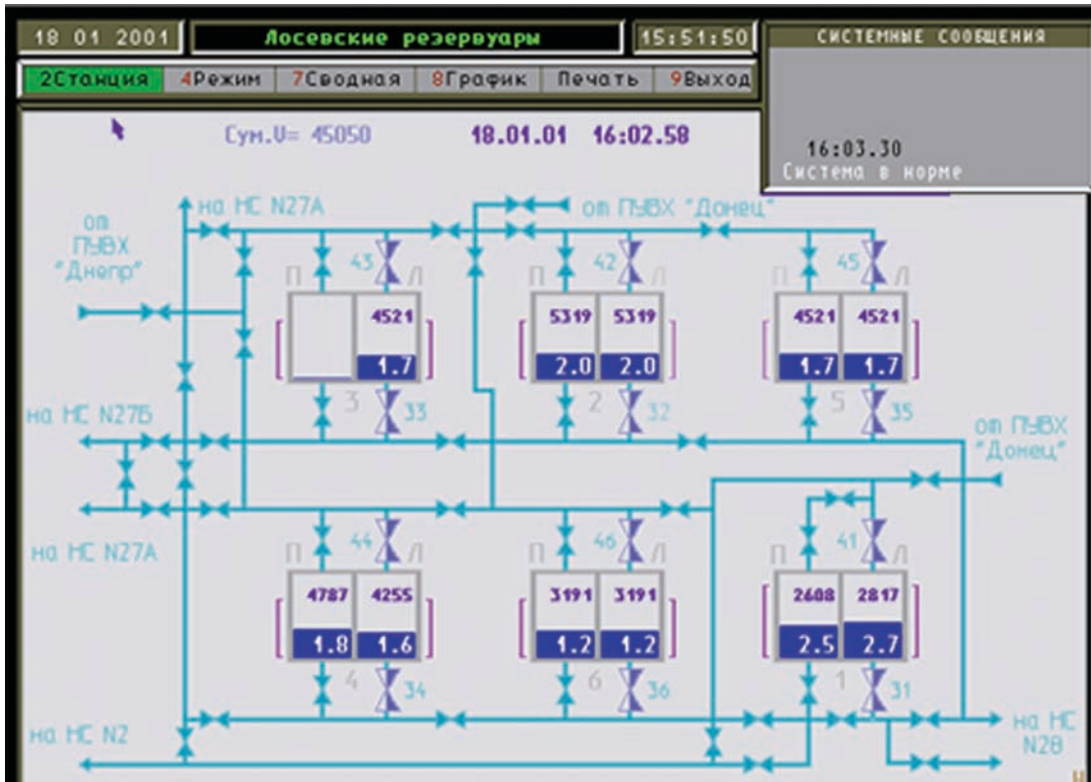 18 01 2001
Лосевские резервуары
15:51:50
СИСТЕМНЫЕ СООБЩЕНИЯ
2Станция 4Режим 7Сводная 8График Печать 9Выход
Сум.V= 45050 18.01.01 16:02.58
16:03.30
Система в норме
на НС N27А
от ПУВХ "Донец"
от
ПУВХ
"Днепр"
П 43 Л
П 42 Л
П 45 Л
4521
5319 5319
4521 4521
1.7
2.0 2.0
1.7 1.7
3 33
2 32
5 35
на НС N27Б
от ПУВХ
"Донец"
на НС N27А
П 44 Л
П 46 Л
П 41 Л
4787 4255
3191 3191
2608 2817
1.8 1.6
1.2 1.2
2.5 2.7
4 34
6 36
1 31
на НС N2
на НС
N28